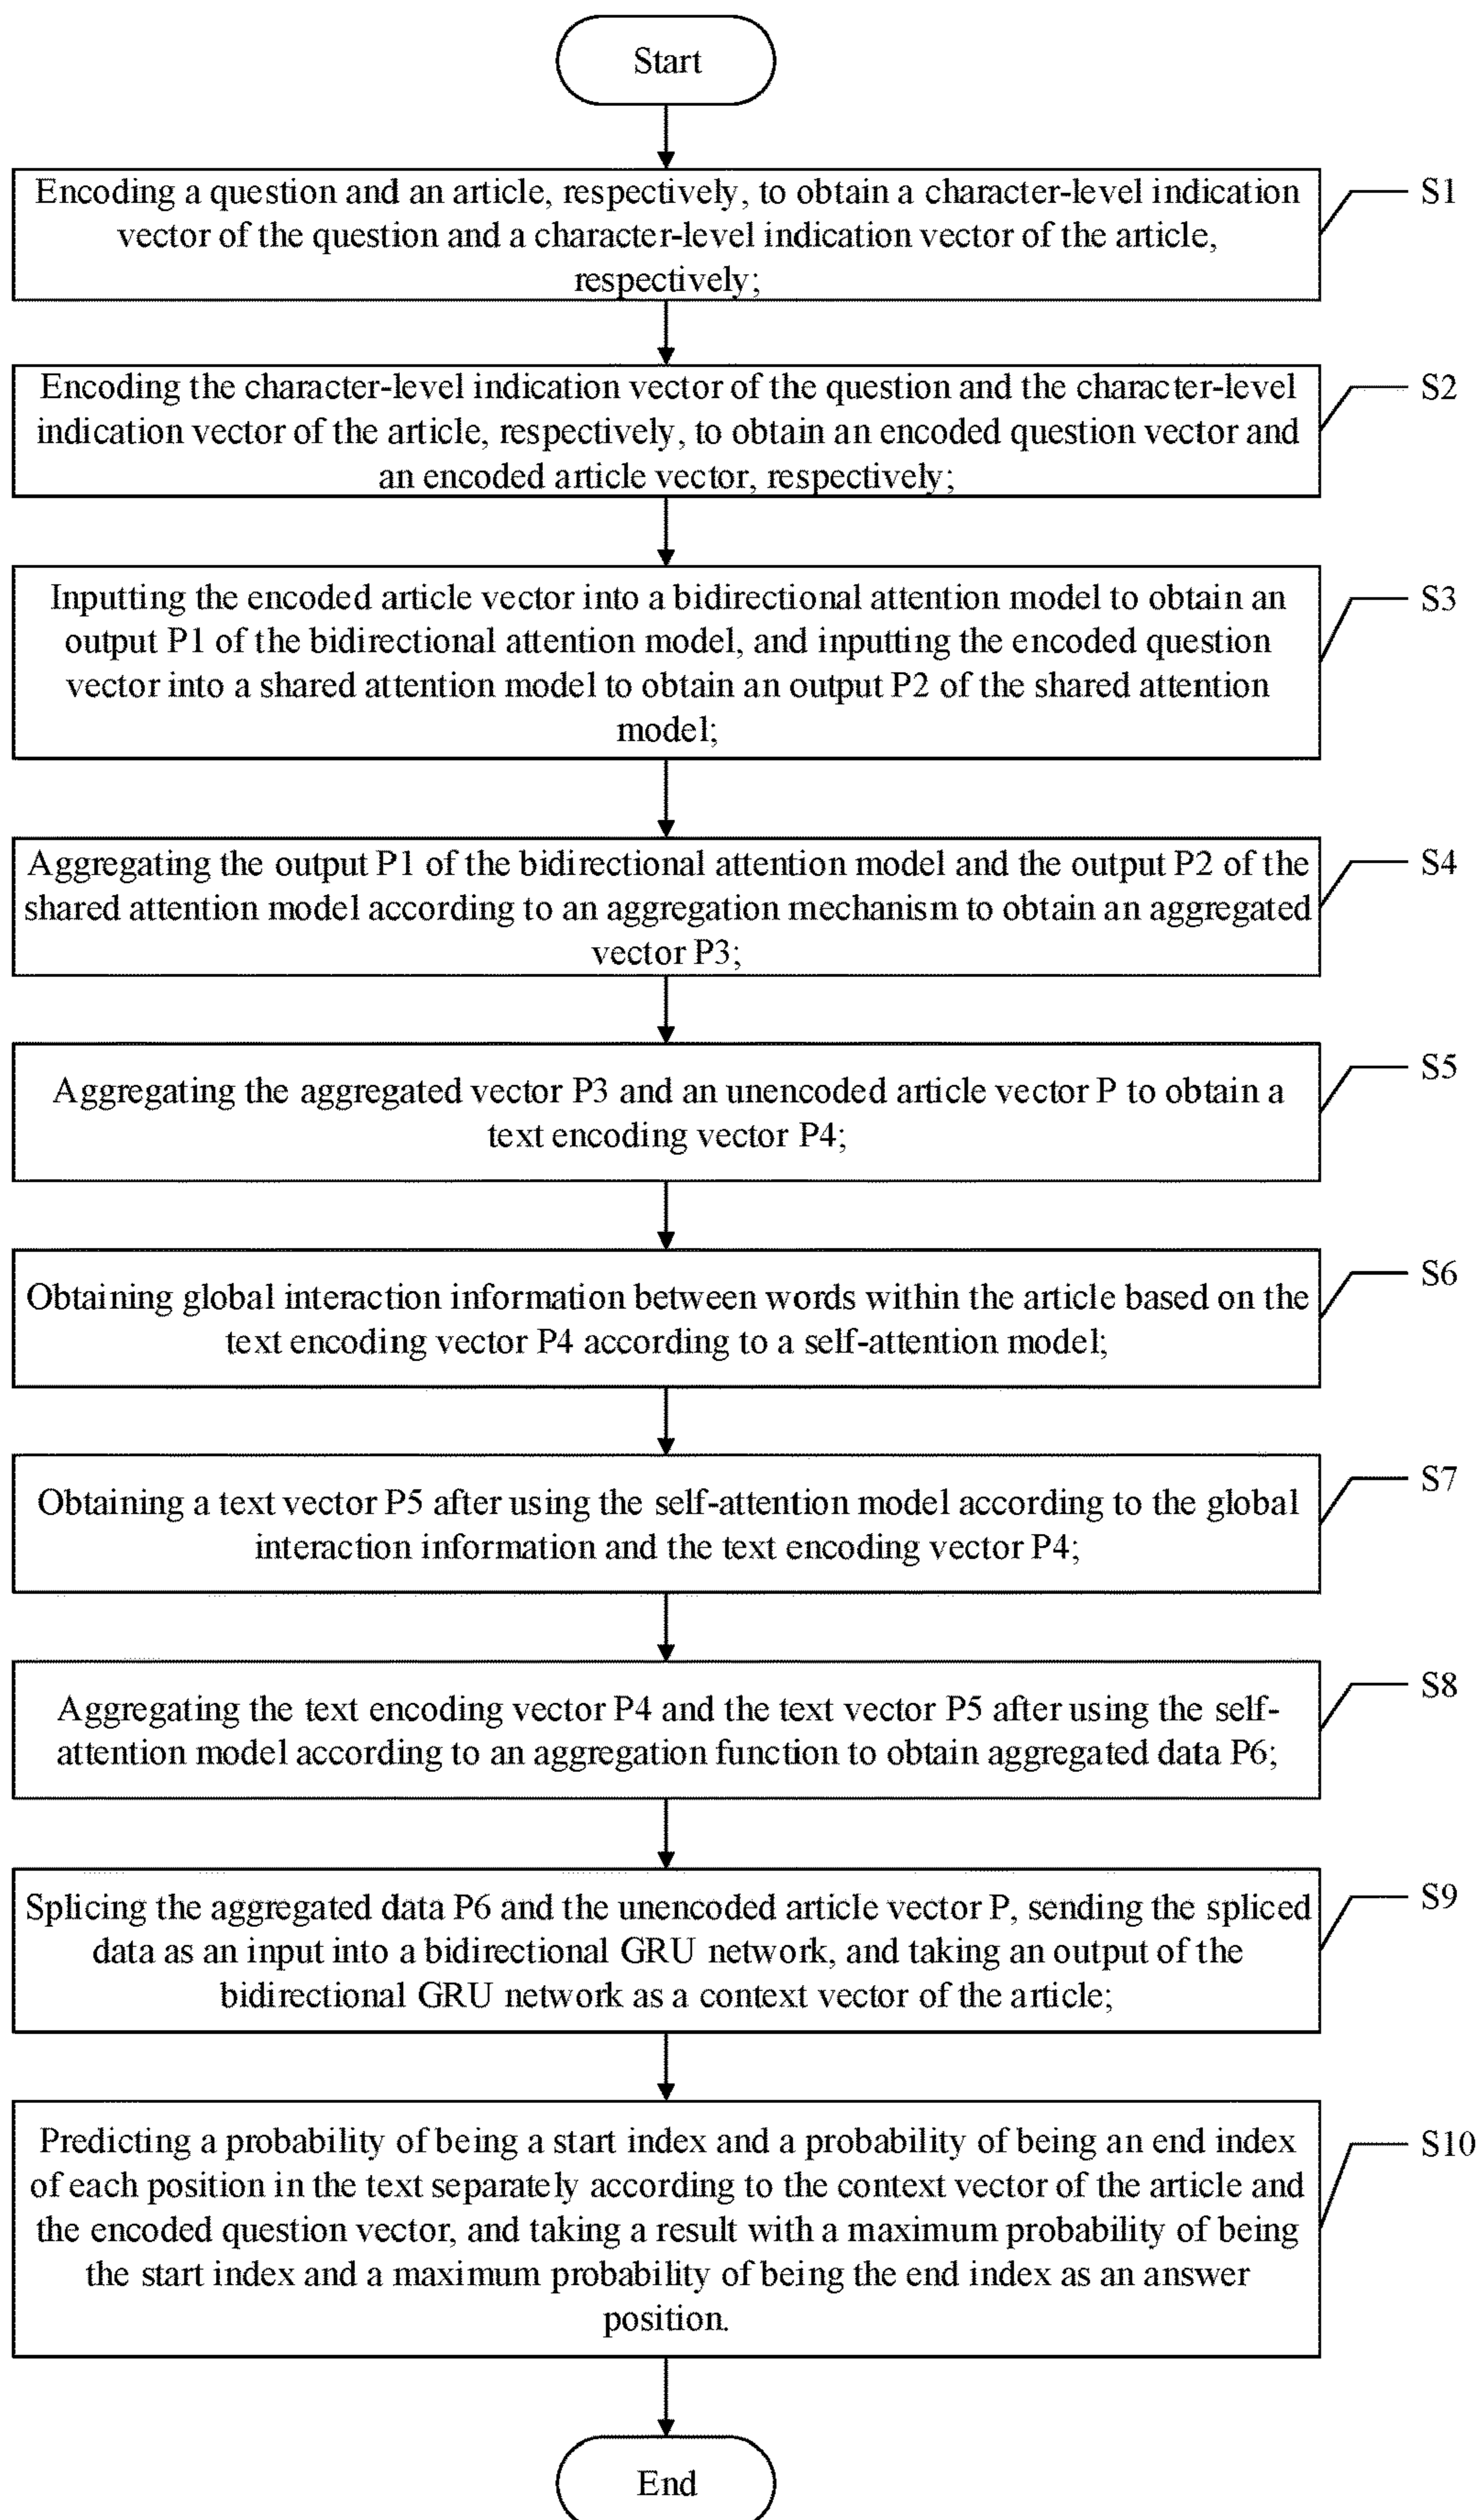 Start
Encoding a question and an article, respectively, to obtain a character-level indication
vector of the question and a character-level indication vector of the article,
respectively;
S1
Encoding the character-level indication vector of the question and the character-level
indication vector of the article, respectively, to obtain an encoded question vector and
an encoded article vector, respectively;
S2
Inputting the encoded article vector into a bidirectional attention model to obtain an
output P1 of the bidirectional attention model, and inputting the encoded question
vector into a shared attention model to obtain an output P2 of the shared attention
model;
S3
Aggregating the output P1 of the bidirectional attention model and the output P2 of the
shared attention model according to an aggregation mechanism to obtain an aggregated
vector P3;
S4
Aggregating the aggregated vector P3 and an unencoded article vector P to obtain a
text encoding vector P4;
S5
Obtaining global interaction information between words within the article based on the
text encoding vector P4 according to a self-attention model;
S6
Obtaining a text vector P5 after using the self-attention model according to the global
interaction information and the text encoding vector P4;
S7
Aggregating the text encoding vector P4 and the text vector P5 after using the self-
attention model according to an aggregation function to obtain aggregated data P6;
S8
Splicing the aggregated data P6 and the unencoded article vector P, sending the spliced
data as an input into a bidirectional GRU network, and taking an output of the
bidirectional GRU network as a context vector of the article;
S9
Predicting a probability of being a start index and a probability of being an end index
of each position in the text separately according to the context vector of the article and
the encoded question vector, and taking a result with a maximum probability of being
the start index and a maximum probability of being the end index as an answer
position.
S10
End